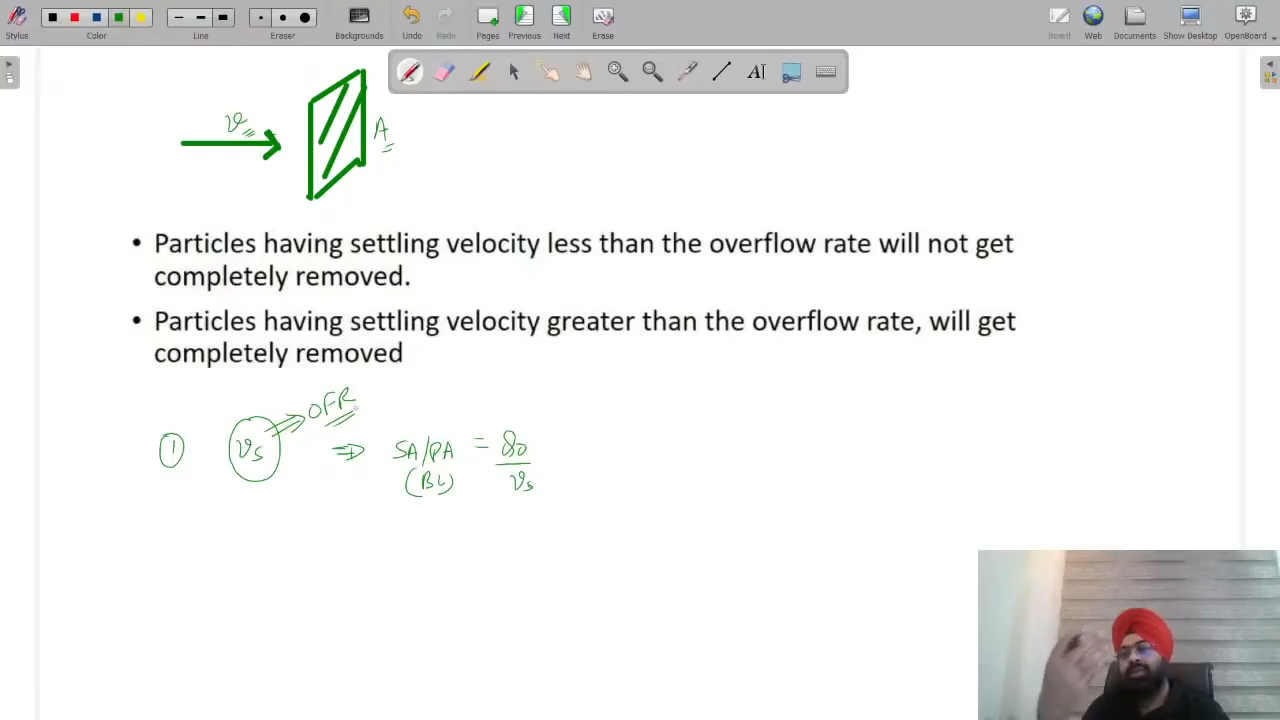 Stylus Color Line Eraser Backgrounds Undo Redo Pages Previous Next Erase Board Web Documents Show Desktop OpenBoard
v
A
• Particles having settling velocity less than the overflow rate will not get
completely removed.
• Particles having settling velocity greater than the overflow rate, will get
completely removed
① vs ⇒ OFR
⇒ SA/PA = Q0/vs
(BL)